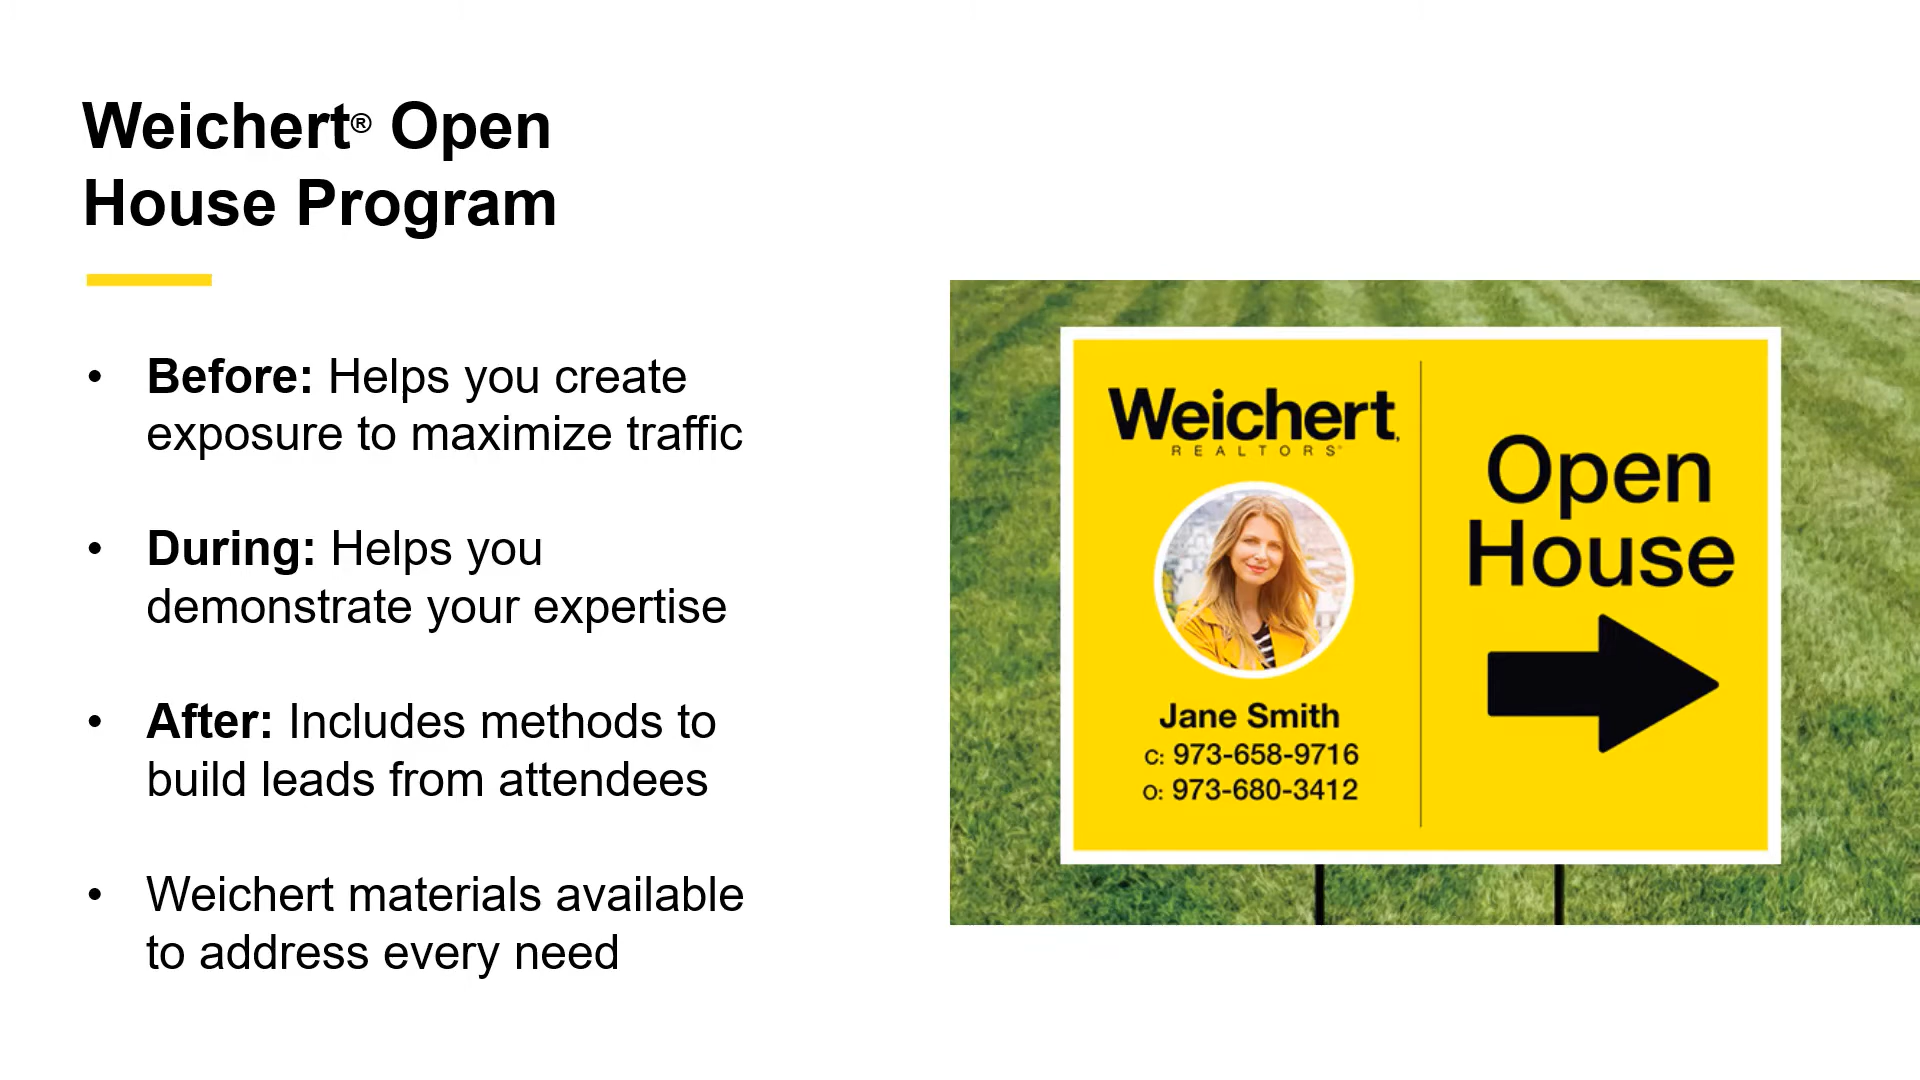 Weichert® Open
House Program
• Before: Helps you create
exposure to maximize traffic
• During: Helps you
demonstrate your expertise
• After: Includes methods to
build leads from attendees
• Weichert materials available
to address every need
Weichert,
REALTORS®
Jane Smith
C: 973-658-9716
O: 973-680-3412
Open
House